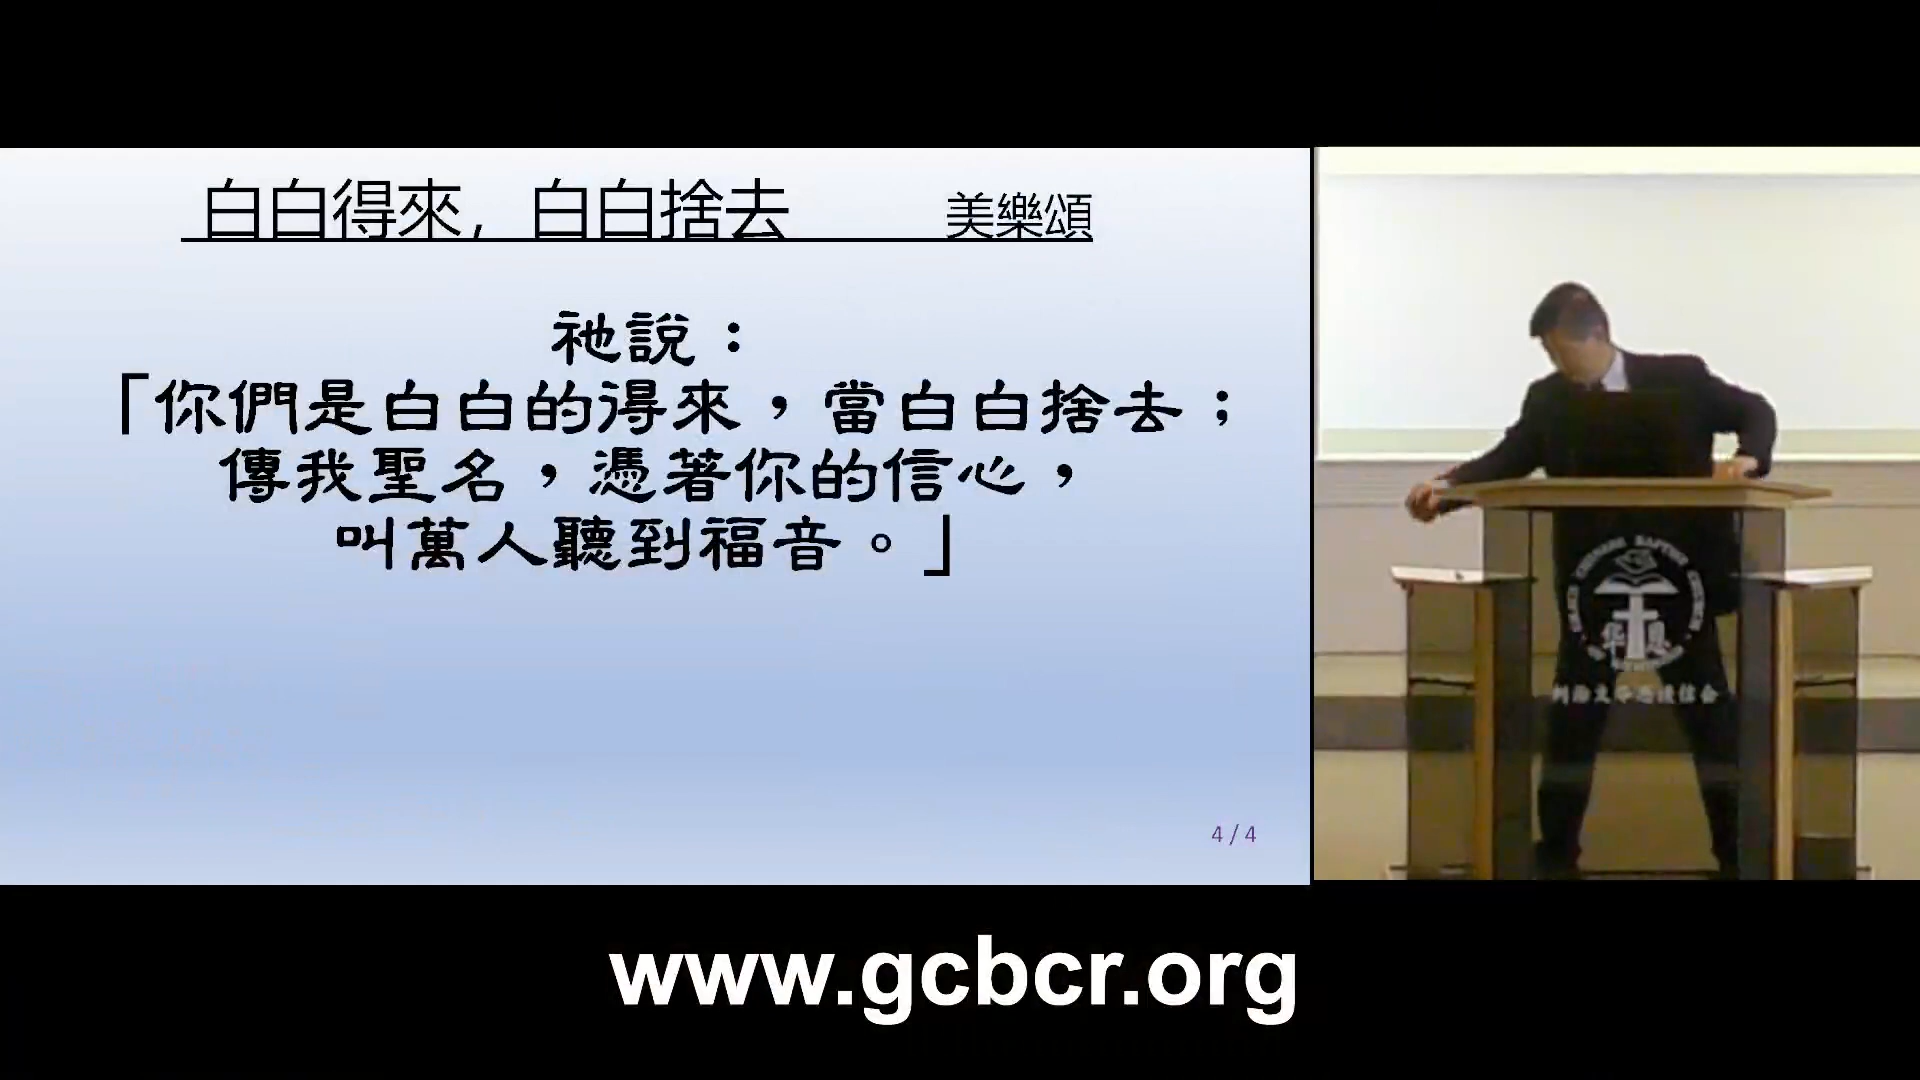 白白得來，白白捨去 美樂頌
祂說：
「你們是白白的得來，當白白捨去；
傳我聖名，憑著你的信心，
叫萬人聽到福音。」
4 / 4
华恩
www.gcbcr.org